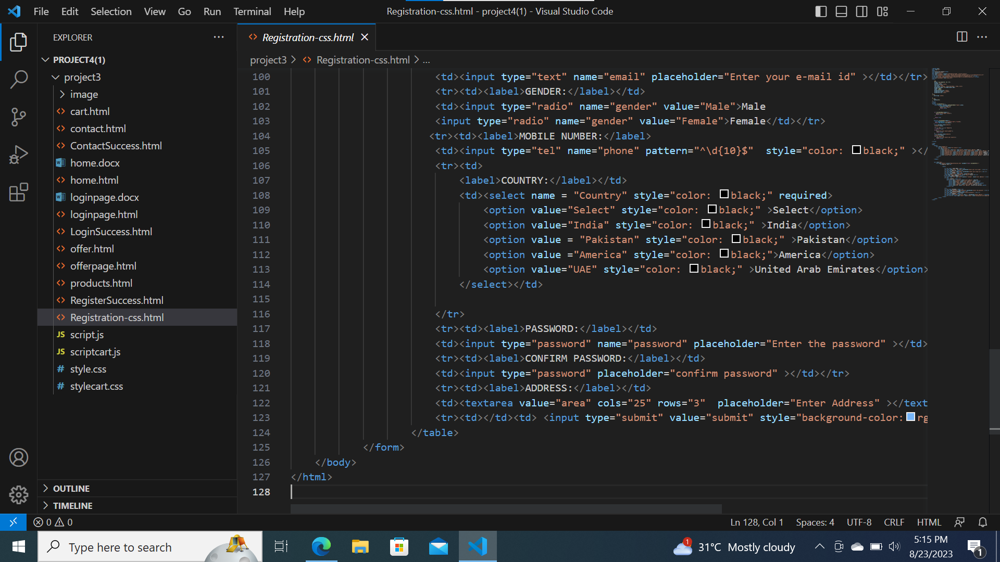 File Edit Selection View Go Run Terminal Help
Registration-css.html - project4(1) - Visual Studio Code
EXPLORER
PROJECT4(1)
project3
image
cart.html
contact.html
ContactSuccess.html
home.docx
home.html
loginpage.docx
loginpage.html
LoginSuccess.html
offer.html
offerpage.html
products.html
RegisterSuccess.html
Registration-css.html
JS script.js
JS scriptcart.js
# style.css
# stylecart.css
OUTLINE
TIMELINE
Registration-css.html
project3 > Registration-css.html > ...
100 <td><input type="text" name="email" placeholder="Enter your e-mail id" ></td></tr>
101 <tr><td><label>GENDER:</label></td>
102 <td><input type="radio" name="gender" value="Male">Male
103 <input type="radio" name="gender" value="Female">Female</td></tr>
104 <tr><td><label>MOBILE NUMBER:</label>
105 <td><input type="tel" name="phone" pattern="^\d{10}$"  style="color: black;" ></
106 <tr><td>
107 <label>COUNTRY:</label></td>
108 <td><select name = "Country" style="color: black;" required>
109 <option value="Select" style="color: black;" >Select</option>
110 <option value="India" style="color: black;" >India</option>
111 <option value = "Pakistan" style="color: black;" >Pakistan</option>
112 <option value ="America" style="color: black;">America</option>
113 <option value="UAE" style="color: black;" >United Arab Emirates</option>
114 </select></td>
115
116 </tr>
117 <tr><td><label>PASSWORD:</label></td>
118 <td><input type="password" name="password" placeholder="Enter the password" ></td>
119 <tr><td><label>CONFIRM PASSWORD:</label></td>
120 <td><input type="password" placeholder="confirm password" ></td></tr>
121 <tr><td><label>ADDRESS:</label></td>
122 <td><textarea value="area" cols="25" rows="3"  placeholder="Enter Address" ></text
123 <tr><td></td><td> <input type="submit" value="submit" style="background-color:rg
124 </table>
125 </form>
126 </body>
127 </html>
128
0 0
Ln 128, Col 1 Spaces: 4 UTF-8 CRLF HTML
Type here to search
1 31°C Mostly cloudy
5:15 PM
8/23/2023
1